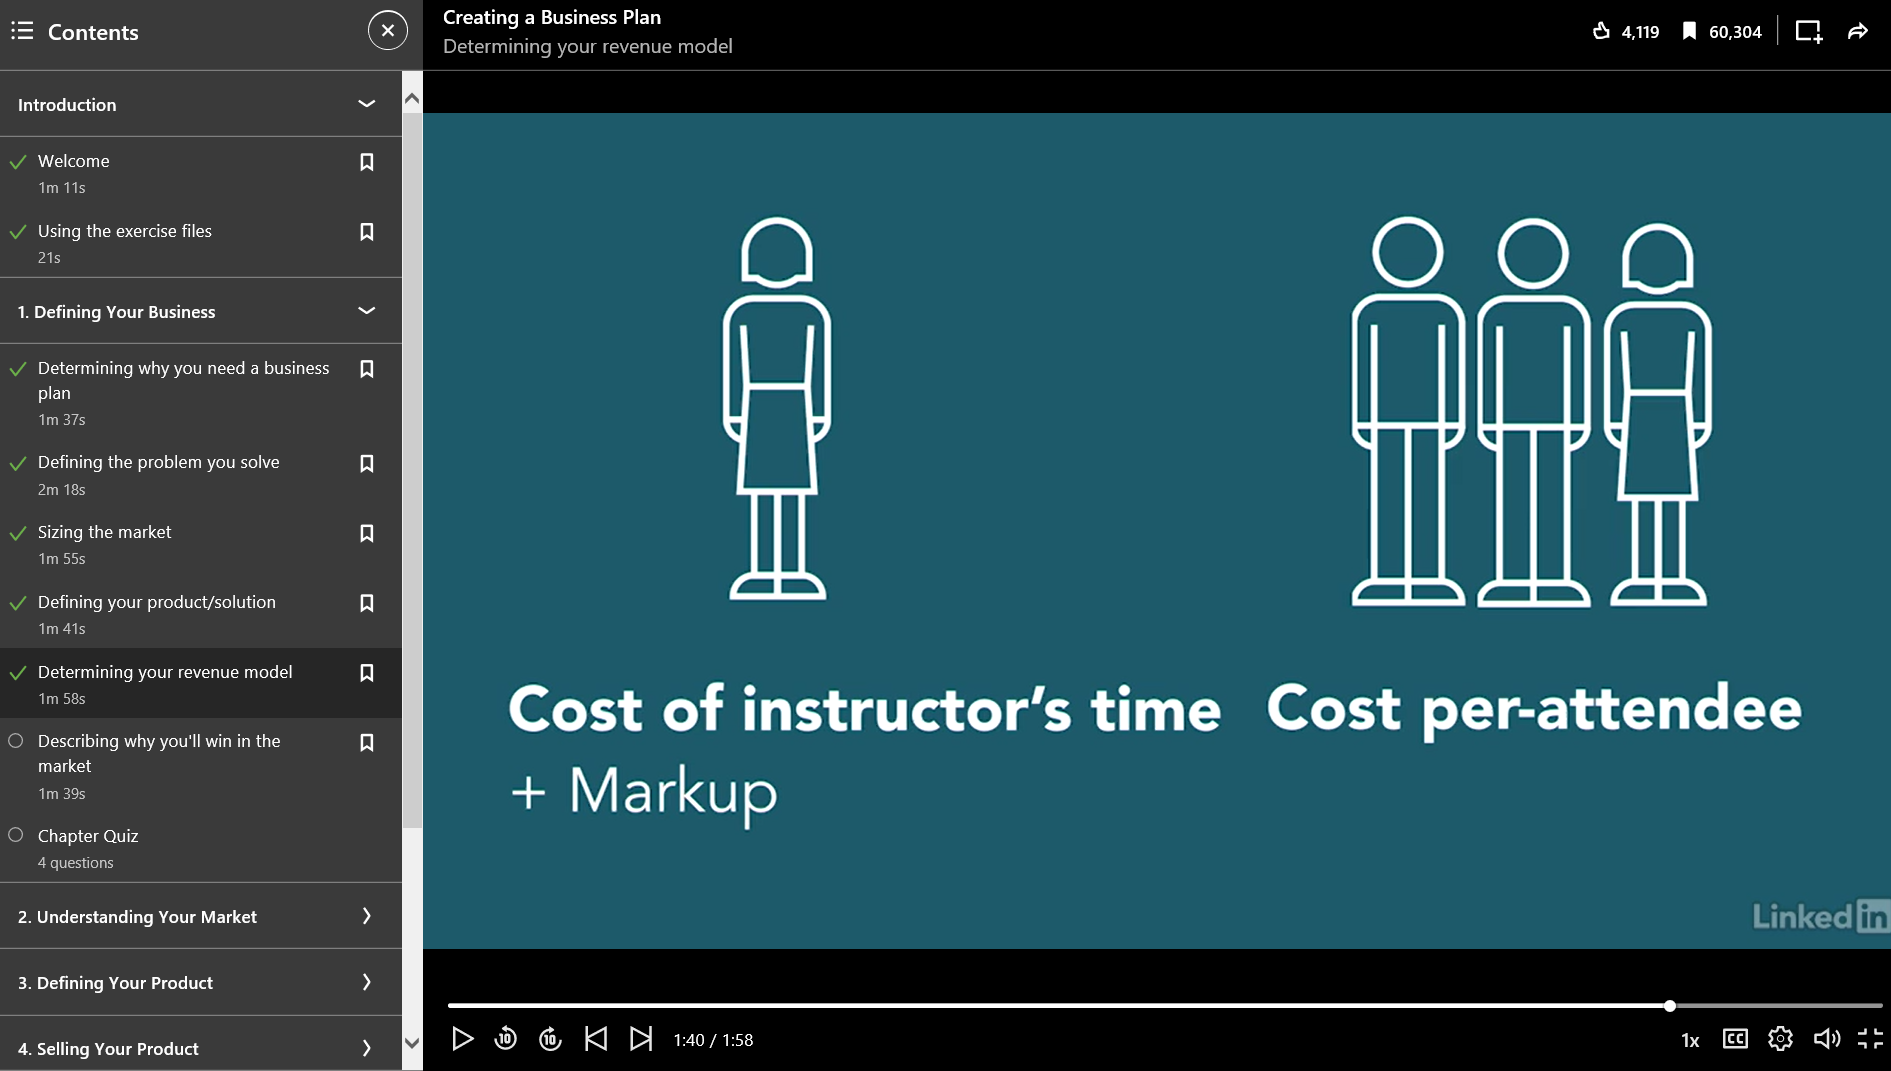 Contents
Introduction
Welcome
1m 11s
Using the exercise files
21s
1. Defining Your Business
Determining why you need a business
plan
1m 37s
Defining the problem you solve
2m 18s
Sizing the market
1m 55s
Defining your product/solution
1m 41s
Determining your revenue model
1m 58s
Describing why you'll win in the
market
1m 39s
Chapter Quiz
4 questions
2. Understanding Your Market
3. Defining Your Product
4. Selling Your Product
Creating a Business Plan
Determining your revenue model
4,119
60,304
Cost of instructor’s time
+ Markup
Cost per-attendee
Linked in
10
10
1:40 / 1:58
1x
CC